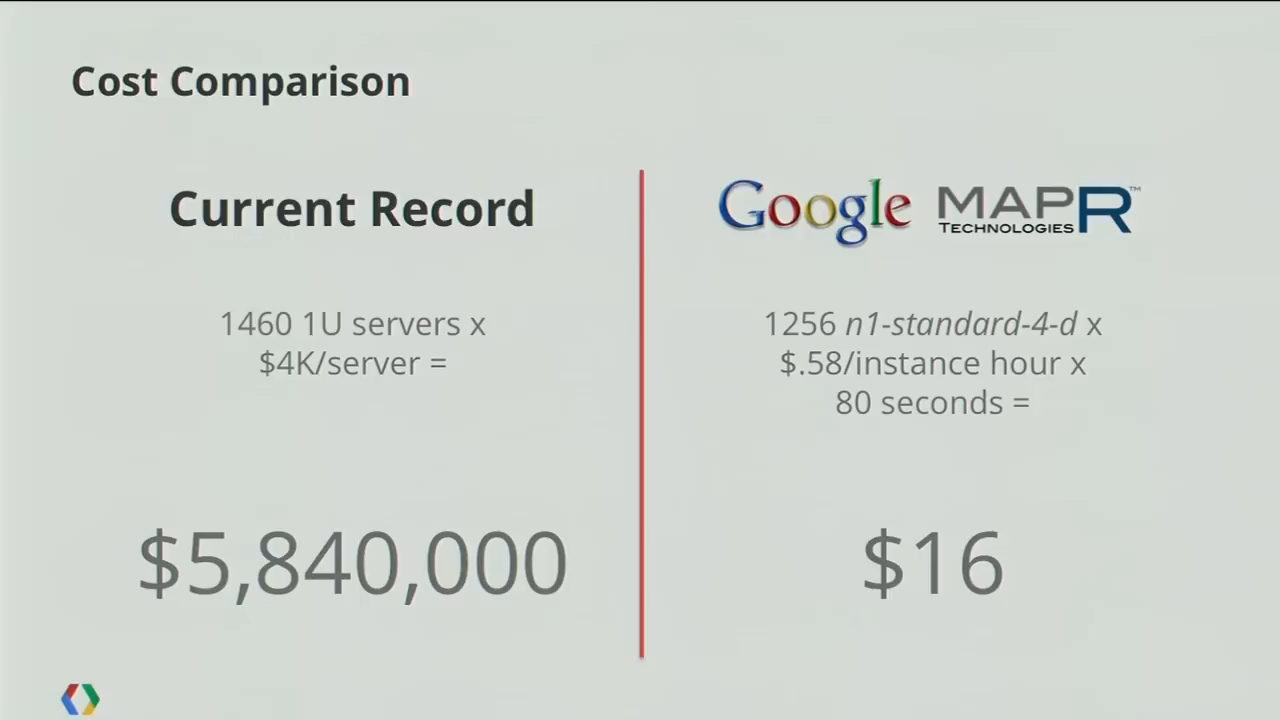 Cost Comparison
Current Record
1460 1U servers x
$4K/server =
$5,840,000
Google MAPR™
TECHNOLOGIES
1256 n1-standard-4-d x
$.58/instance hour x
80 seconds =
$16